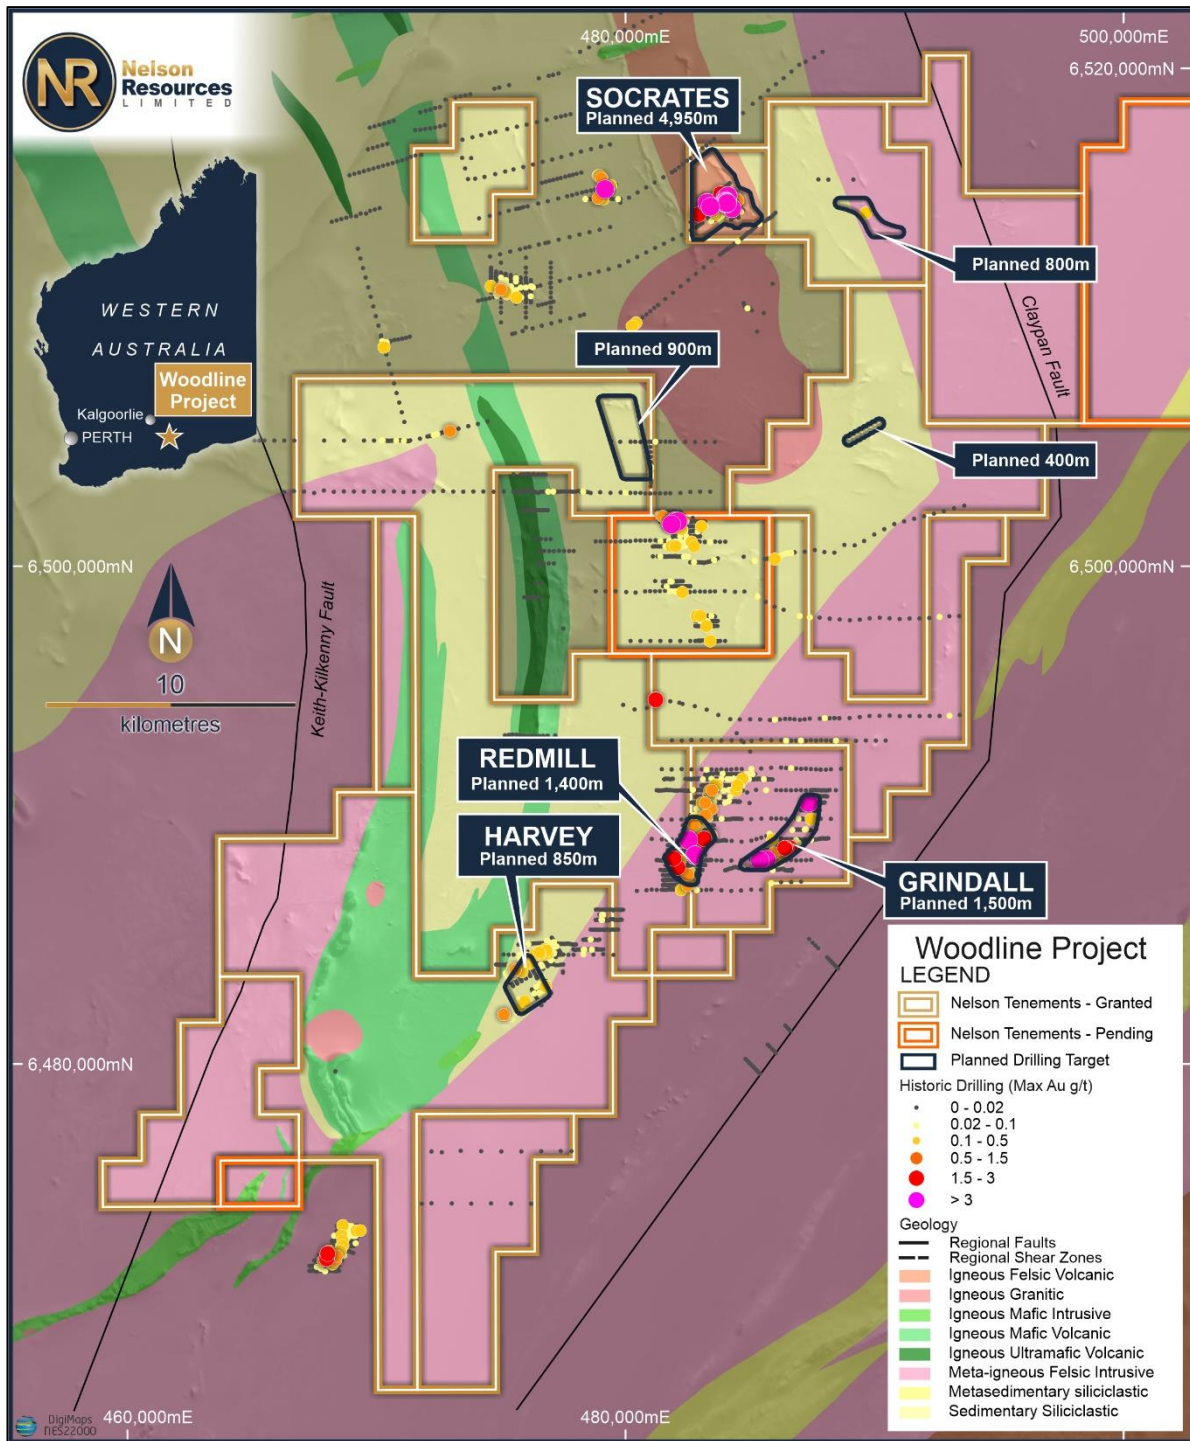 480,000mE
500,000mE
6,520,000mN
NR
Nelson
Resources
LIMITED
SOCRATES
Planned 4,950m
Planned 800m
WESTERN
AUSTRALIA
Woodline
Project
Kalgoorlie
PERTH
Planned 900m
Claypan Fault
Planned 400m
6,500,000mN
6,500,000mN
N
10
kilometres
Keith-Kilkenny Fault
REDMILL
Planned 1,400m
HARVEY
Planned 850m
GRINDALL
Planned 1,500m
6,480,000mN
Woodline Project
LEGEND
Nelson Tenements - Granted
Nelson Tenements - Pending
Planned Drilling Target
Historic Drilling (Max Au g/t)
0 - 0.02
0.02 - 0.1
0.1 - 0.5
0.5 - 1.5
1.5 - 3
> 3
Geology
Regional Faults
Regional Shear Zones
Igneous Felsic Volcanic
Igneous Granitic
Igneous Mafic Intrusive
Igneous Mafic Volcanic
Igneous Ultramafic Volcanic
Meta-igneous Felsic Intrusive
Metasedimentary siliciclastic
Sedimentary Siliciclastic
DigiMaps
NES22000
460,000mE
480,000mE